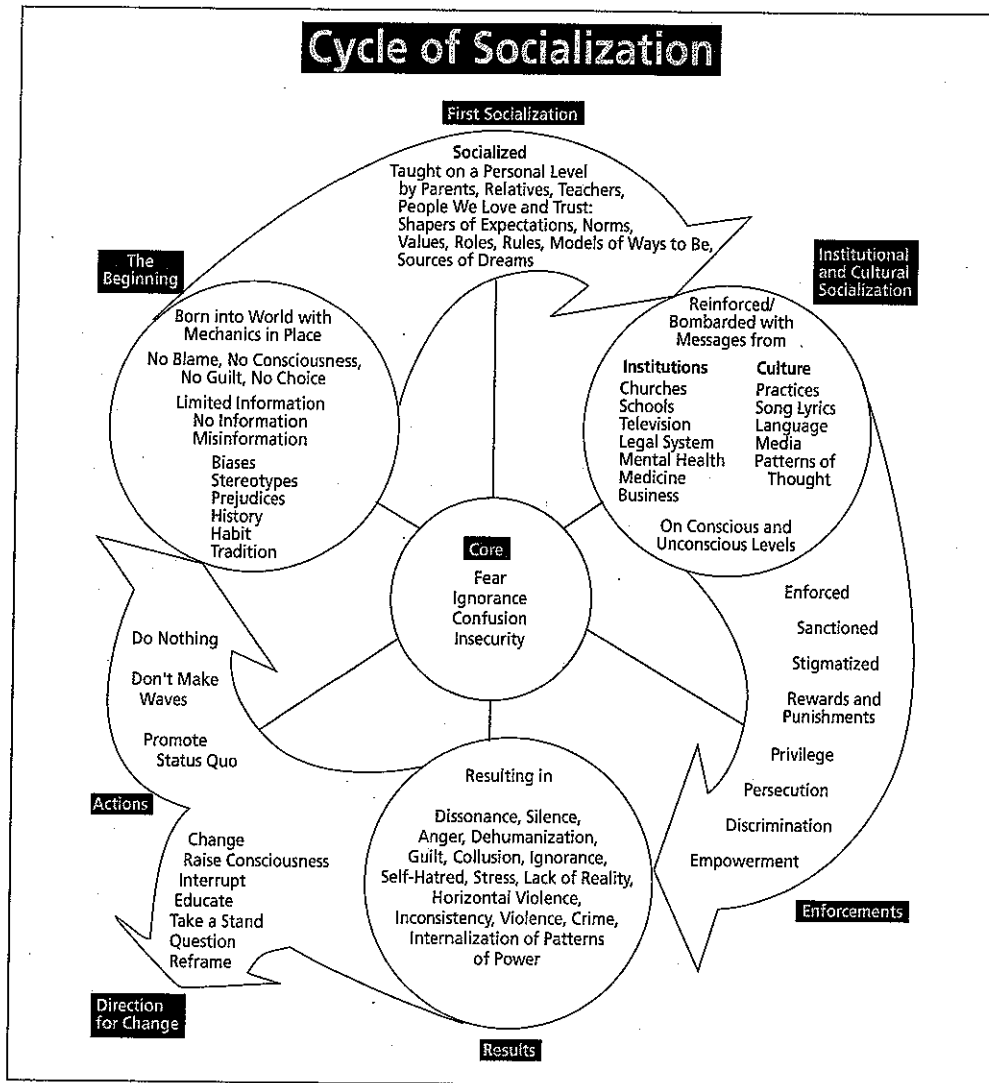 Cycle of Socialization
First Socialization
Socialized
Taught on a Personal Level
by Parents, Relatives, Teachers,
People We Love and Trust:
Shapers of Expectations, Norms,
Values, Roles, Rules, Models of Ways to Be,
Sources of Dreams
The
Beginning
Born into World with
Mechanics in Place
No Blame, No Consciousness,
No Guilt, No Choice
Limited Information
No Information
Misinformation
Biases
Stereotypes
Prejudices
History
Habit
Tradition
Institutional
and Cultural
Socialization
Reinforced/
Bombarded with
Messages from
Institutions
Churches
Schools
Television
Legal System
Mental Health
Medicine
Business
Culture
Practices
Song Lyrics
Language
Media
Patterns of
Thought
On Conscious and
Unconscious Levels
Core
Fear
Ignorance
Confusion
Insecurity
Enforced
Sanctioned
Stigmatized
Rewards and
Punishments
Privilege
Persecution
Discrimination
Empowerment
Enforcements
Resulting in
Dissonance, Silence,
Anger, Dehumanization,
Guilt, Collusion, Ignorance,
Self-Hatred, Stress, Lack of Reality,
Horizontal Violence,
Inconsistency, Violence, Crime,
Internalization of Patterns
of Power
Results
Do Nothing
Don't Make
Waves
Promote
Status Quo
Actions
Change
Raise Consciousness
Interrupt
Educate
Take a Stand
Question
Reframe
Direction
for Change